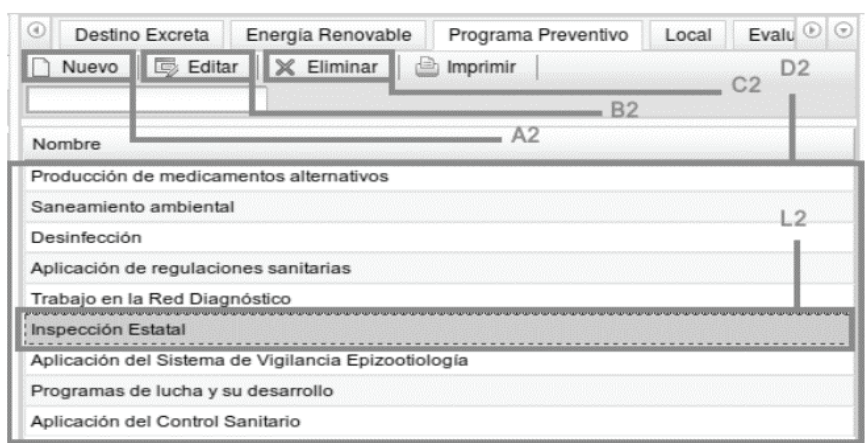 Destino Excreta Energía Renovable Programa Preventivo Local Evalu
Nuevo Editar Eliminar Imprimir D2
C2
B2
A2
Nombre
Producción de medicamentos alternativos
Saneamiento ambiental
L2
Desinfección
Aplicación de regulaciones sanitarias
Trabajo en la Red Diagnóstico
Inspección Estatal
Aplicación del Sistema de Vigilancia Epizootiología
Programas de lucha y su desarrollo
Aplicación del Control Sanitario